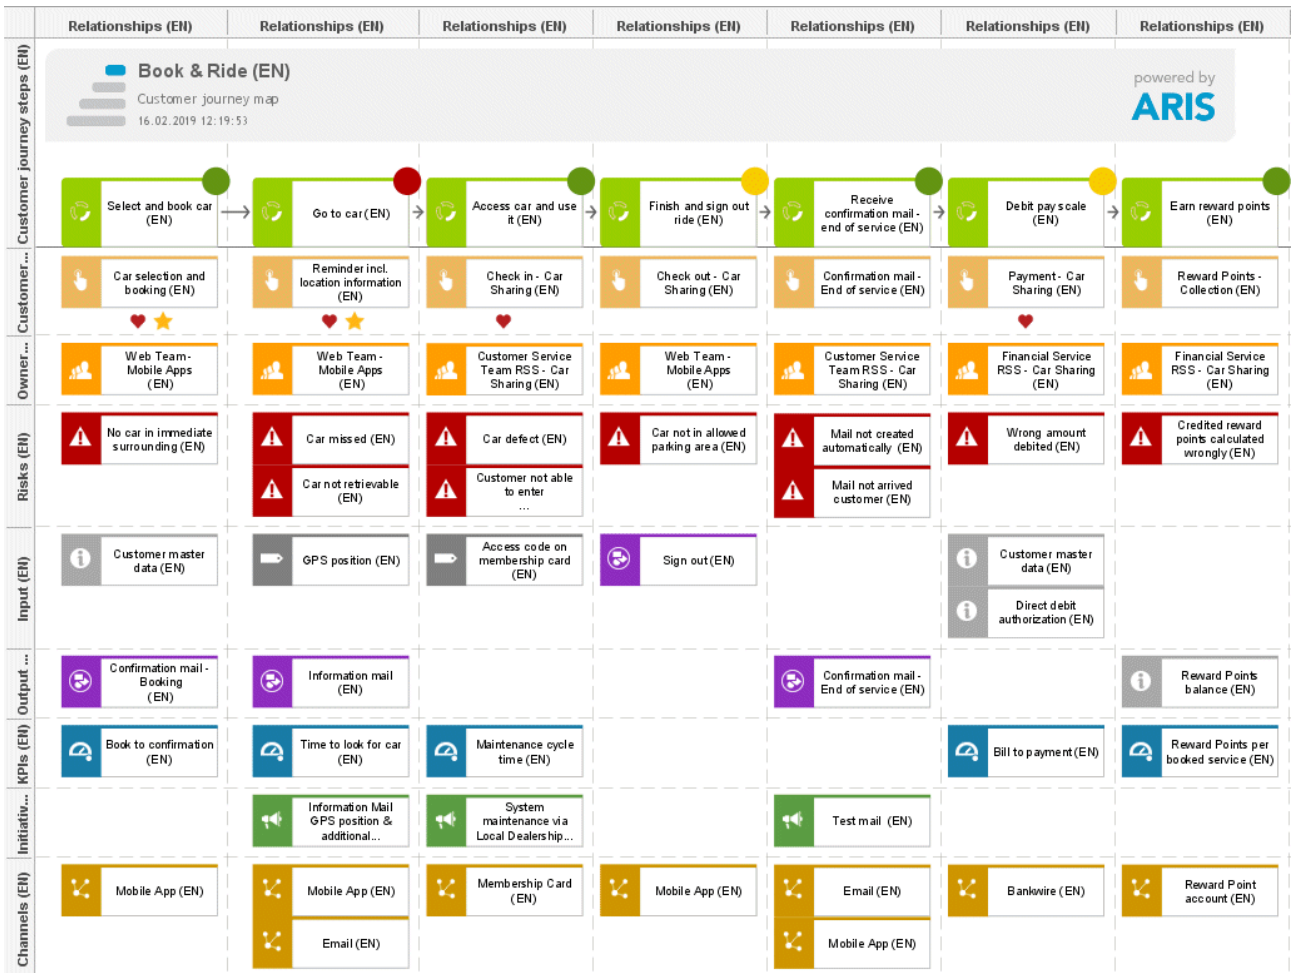 Relationships (EN) Relationships (EN) Relationships (EN) Relationships (EN) Relationships (EN) Relationships (EN) Relationships (EN)
Customer journey steps (EN)
Book & Ride (EN)
Customer journey map
16.02.2019 12:19:53
powered by
ARIS
Select and book car
(EN)
Go to car (EN)
Access car and use
it (EN)
Finish and sign out
ride (EN)
Receive
confirmation mail -
end of service (EN)
Debit pay scale
(EN)
Earn reward points
(EN)
Customer...
Car selection and
booking (EN)
Reminder incl.
location information
(EN)
Check in - Car
Sharing (EN)
Check out - Car
Sharing (EN)
Confirmation mail -
End of service (EN)
Payment - Car
Sharing (EN)
Reward Points -
Collection (EN)
Owner...
Web Team -
Mobile Apps
(EN)
Web Team -
Mobile Apps
(EN)
Customer Service
Team RSS - Car
Sharing (EN)
Web Team -
Mobile Apps
(EN)
Customer Service
Team RSS - Car
Sharing (EN)
Financial Service
RSS - Car Sharing
(EN)
Financial Service
RSS - Car Sharing
(EN)
Risks (EN)
No car in immediate
surrounding (EN)
Car missed (EN)
Car not retrievable
(EN)
Car defect (EN)
Customer not able
to enter
...
Car not in allowed
parking area (EN)
Mail not created
automatically (EN)
Mail not arrived
customer (EN)
Wrong amount
debited (EN)
Credited reward
points calculated
wrongly (EN)
Input (EN)
Customer master
data (EN)
GPS position (EN)
Access code on
membership card
(EN)
Sign out (EN)
Customer master
data (EN)
Direct debit
authorization (EN)
Output ...
Confirmation mail -
Booking
(EN)
Information mail
(EN)
Confirmation mail -
End of service (EN)
Reward Points
balance (EN)
KPIs (EN)
Book to confirmation
(EN)
Time to look for car
(EN)
Maintenance cycle
time (EN)
Bill to payment (EN)
Reward Points per
booked service (EN)
Initiativ...
Information Mail
GPS position &
additional...
System
maintenance via
Local Dealership...
Test mail (EN)
Channels (EN)
Mobile App (EN)
Mobile App (EN)
Email (EN)
Membership Card
(EN)
Mobile App (EN)
Email (EN)
Mobile App (EN)
Bankwire (EN)
Reward Point
account (EN)